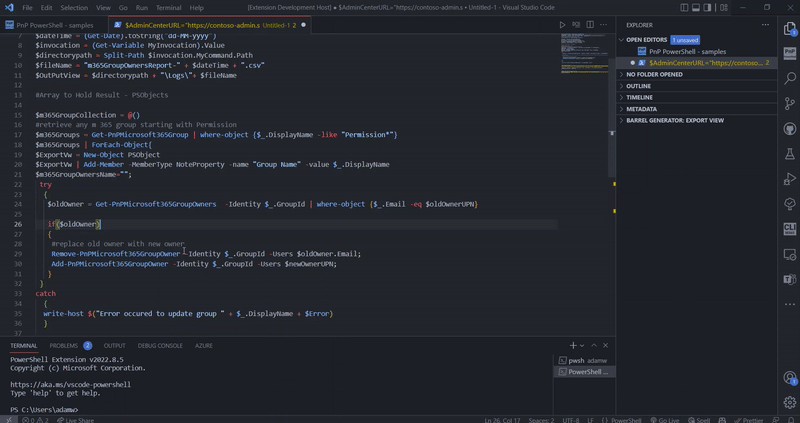 File Edit Selection View Go Run Terminal Help
[Extension Development Host] • $AdminCenterURL="https://contoso-admin.s Untitled-1 - Visual Studio Code
PnP PowerShell - samples
$AdminCenterURL="https://contoso-admin.s Untitled-1 2
7 $dateTime = (Get-Date).toString("dd-MM-yyyy")
8 $invocation = (Get-Variable MyInvocation).Value
9 $directorypath = Split-Path $invocation.MyCommand.Path
10 $fileName = "m365GroupOwnersReport-" + $dateTime + ".csv"
11 $OutPutView = $directorypath + "\Logs\"+ $fileName
12
13 #Array to Hold Result - PSObjects
14
15 $m365GroupCollection = @()
16 #retrieve any m 365 group starting with Permission
17 $m365Groups = Get-PnPMicrosoft365Group | where-object {$_.DisplayName -like "Permission*"}
18 $m365Groups | ForEach-Object{
19 $ExportVw = New-Object PSObject
20 $ExportVw | Add-Member -MemberType NoteProperty -name "Group Name" -value $_.DisplayName
21 $m365GroupOwnersName="";
22 try
23 {
24 $oldOwner = Get-PnPMicrosoft365GroupOwners -Identity $_.GroupId | where-object {$_.Email -eq $oldOwnerUPN}
25
26 if($oldOwner)
27 {
28 #replace old owner with new owner
29 Remove-PnPMicrosoft365GroupOwner -Identity $_.GroupId -Users $oldOwner.Email;
30 Add-PnPMicrosoft365GroupOwner -Identity $_.GroupId -Users $newOwnerUPN;
31 }
32 }
33 catch
34 {
35 write-host $("Error occured to update group " + $_.DisplayName + $Error)
36 }
37
TERMINAL PROBLEMS 2 OUTPUT DEBUG CONSOLE AZURE
PowerShell Extension v2022.8.5
Copyright (c) Microsoft Corporation.
https://aka.ms/vscode-powershell
Type 'help' to get help.
PS C:\Users\adamw>
pwsh adamw
PowerShell ...
EXPLORER
OPEN EDITORS 1 unsaved
PnP PowerShell - samples
$AdminCenterURL="https://contoso... 2
NO FOLDER OPENED
OUTLINE
TIMELINE
METADATA
BARREL GENERATOR: EXPORT VIEW
PnP
CLI
0 2 Live Share
Ln 26, Col 17 Spaces: 2 UTF-8 LF {} PowerShell Go Live Spell Prettier